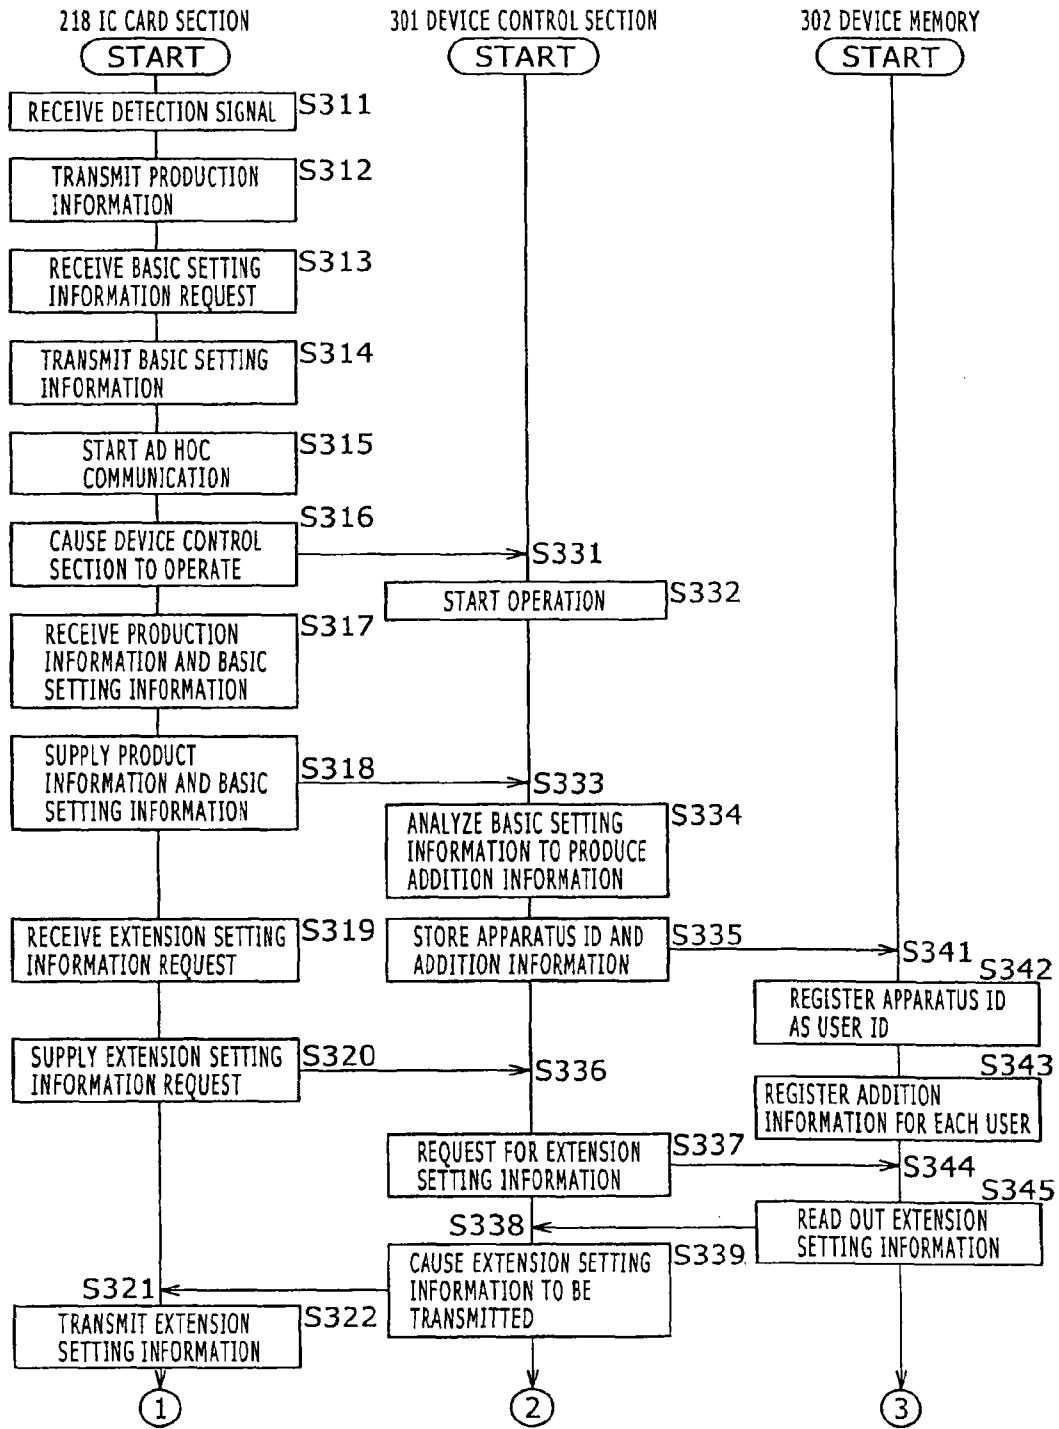 218 IC CARD SECTION
START
RECEIVE DETECTION SIGNAL
S311
TRANSMIT PRODUCTION
INFORMATION
S312
RECEIVE BASIC SETTING
INFORMATION REQUEST
S313
TRANSMIT BASIC SETTING
INFORMATION
S314
START AD HOC
COMMUNICATION
S315
CAUSE DEVICE CONTROL
SECTION TO OPERATE
S316
RECEIVE PRODUCTION
INFORMATION AND BASIC
SETTING INFORMATION
S317
SUPPLY PRODUCT
INFORMATION AND BASIC
SETTING INFORMATION
S318
RECEIVE EXTENSION SETTING
INFORMATION REQUEST
S319
SUPPLY EXTENSION SETTING
INFORMATION REQUEST
S320
S321
TRANSMIT EXTENSION
SETTING INFORMATION
S322
1
301 DEVICE CONTROL SECTION
START
S331
START OPERATION
S332
S333
ANALYZE BASIC SETTING
INFORMATION TO PRODUCE
ADDITION INFORMATION
S334
STORE APPARATUS ID AND
ADDITION INFORMATION
S335
S336
REQUEST FOR EXTENSION
SETTING INFORMATION
S337
S338
CAUSE EXTENSION SETTING
INFORMATION TO BE
TRANSMITTED
S339
2
302 DEVICE MEMORY
START
S341
S342
REGISTER APPARATUS ID
AS USER ID
S343
REGISTER ADDITION
INFORMATION FOR EACH USER
S344
S345
READ OUT EXTENSION
SETTING INFORMATION
3